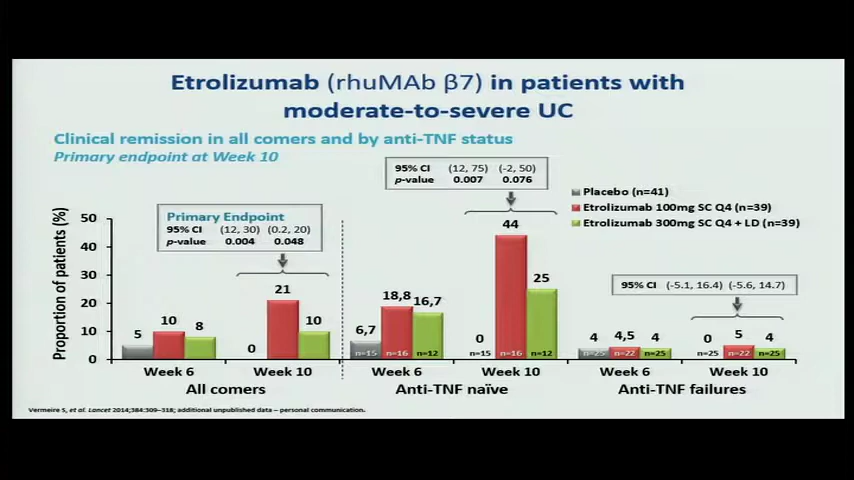 Etrolizumab (rhuMAb β7) in patients with
moderate-to-severe UC
Clinical remission in all comers and by anti-TNF status
Primary endpoint at Week 10
95% CI (12, 75) (-2, 50)
p-value 0.007 0.076
Placebo (n=41)
Etrolizumab 100mg SC Q4 (n=39)
Etrolizumab 300mg SC Q4 + LD (n=39)
Primary Endpoint
95% CI (12, 30) (0.2, 20)
p-value 0.004 0.048
95% CI (-5.1, 16.4) (-5.6, 14.7)
Proportion of patients (%)
50
40
30
20
10
0
5 10 8
0 21 10
6,7 18,8 16,7
0 44 25
4 4,5 4
0 5 4
n=15 n=16 n=12 n=15 n=16 n=12 n=25 n=22 n=25 n=25 n=22 n=25
Week 6 Week 10 Week 6 Week 10 Week 6 Week 10
All comers Anti-TNF naïve Anti-TNF failures
Vermeire S, et al. Lancet 2014;384:309–318; additional unpublished data – personal communication.